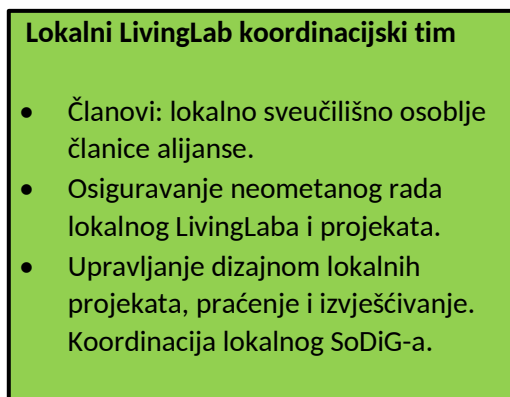 Lokalni LivingLab koordinacijski tim
• Članovi: lokalno sveučilišno osoblje
članice alijanse.
• Osiguravanje neometanog rada
lokalnog LivingLaba i projekata.
• Upravljanje dizajnom lokalnih
projekata, praćenje i izvješćivanje.
Koordinacija lokalnog SoDiG-a.